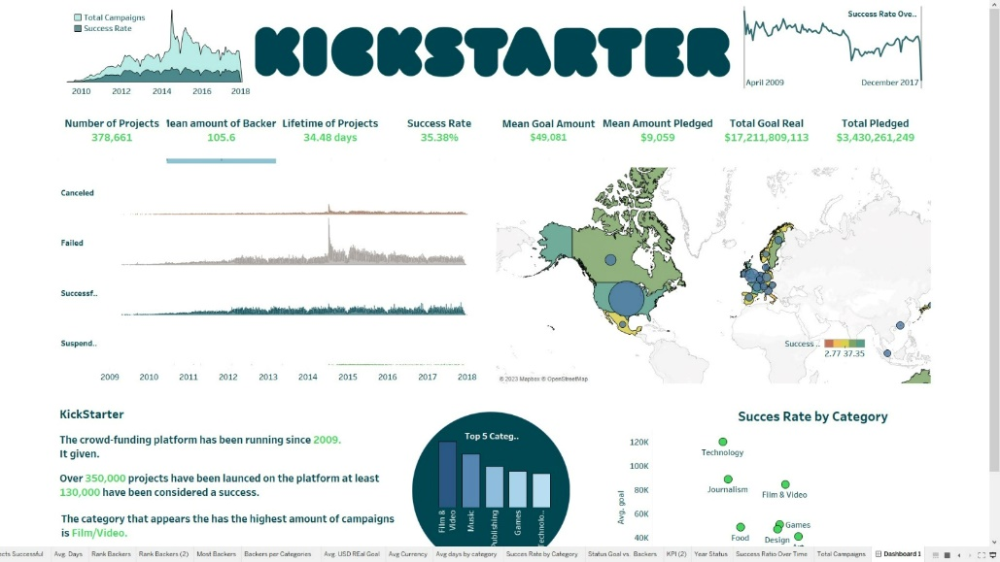 Total Campaigns
Success Rate
2010 2012 2014 2016 2018
KICKSTARTER
Success Rate Ove..
April 2009 December 2017
Number of Projects
378,661
Mean amount of Backer
105.6
Lifetime of Projects
34.48 days
Success Rate
35.38%
Mean Goal Amount
$49,081
Mean Amount Pledged
$9,059
Total Goal Real
$17,211,809,113
Total Pledged
$3,430,261,249
Canceled
Failed
Successf..
Suspend..
2009 2010 2011 2012 2013 2014 2015 2016 2017 2018
Success ..
2.77 37.35
© 2023 Mapbox © OpenStreetMap
KickStarter
The crowd-funding platform has been running since 2009.
It given.
Over 350,000 projects have been launced on the platform at least
130,000 have been considered a success.
The category that appears the has the highest amount of campaigns
is Film/Video.
Top 5 Categ..
Film &
Video
Music
Publishing
Games
Technolo..
Succes Rate by Category
Avg. goal
120K
100K
80K
60K
40K
Technology
Journalism
Film & Video
Food
Games
Design
ects Successful Avg. Days Rank Backers Rank Backers (2) Most Backers Backers per Categories Avg. USD REal Goal Avg Currency Avg days by category Succes Rate by Category Status Goal vs. Backers KPI (2) Year Status Success Ratio Over Time Total Campaigns Dashboard 1